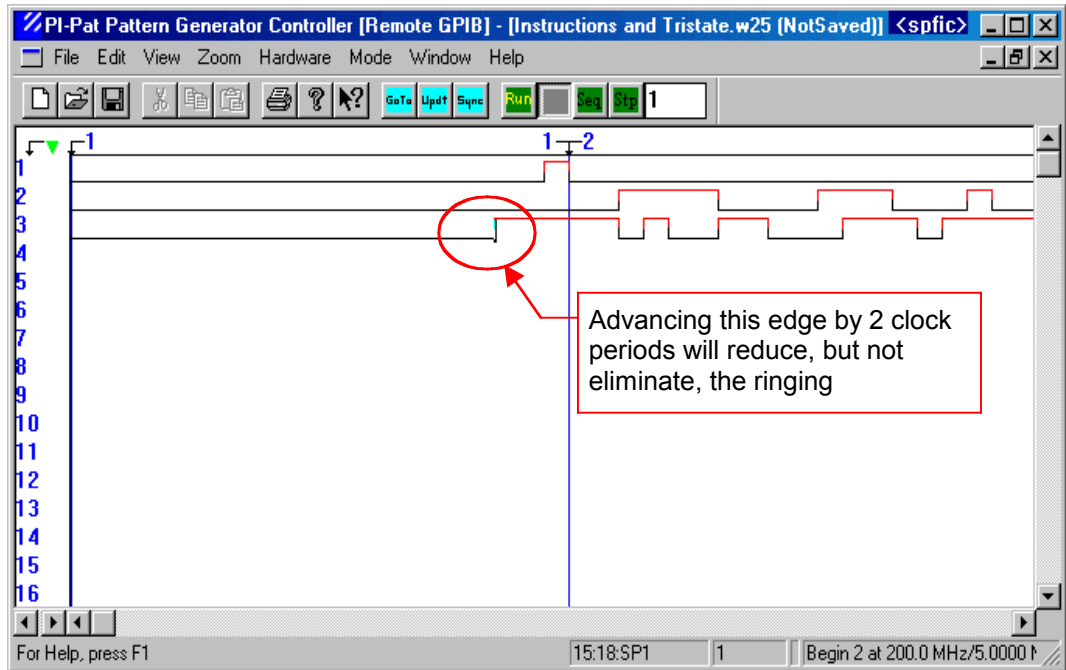 PI-Pat Pattern Generator Controller [Remote GPIB] - [Instructions and Tristate.w25 (NotSaved)] <spfic>
File Edit View Zoom Hardware Mode Window Help
GoTo Updt Sync Run Seq Stp 1
1 1 2
1
2
3
4
5
6
7
8
9
10
11
12
13
14
15
16
Advancing this edge by 2 clock
periods will reduce, but not
eliminate, the ringing
For Help, press F1 15:18:SP1 1 Begin 2 at 200.0 MHz/5.0000